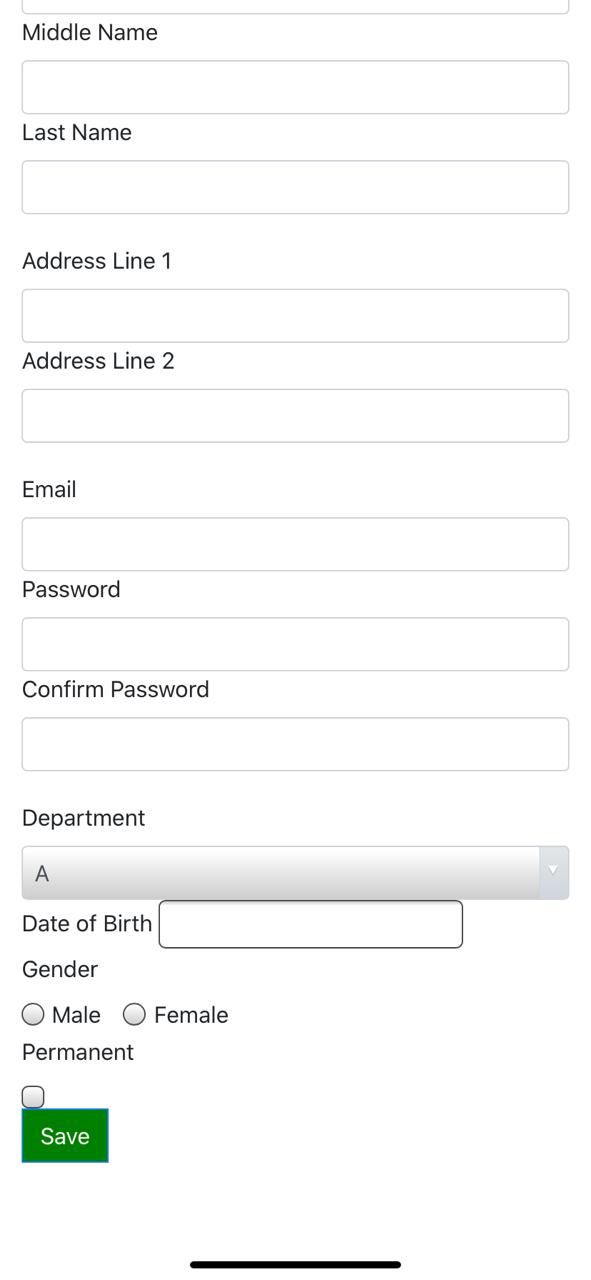 Middle Name
Last Name
Address Line 1
Address Line 2
Email
Password
Confirm Password
Department
A
Date of Birth
Gender
Male Female
Permanent
Save